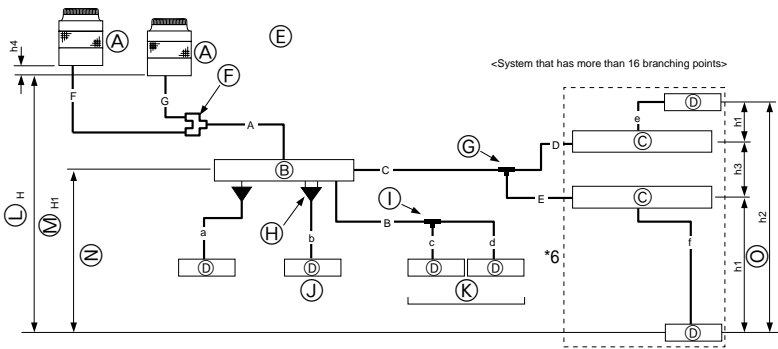 h4
A
A
E
F
<System that has more than 16 branching points>
F
G
A
D
e
h1
D
C
G
C
B
h3
L H
M H1
N
I
E
C
h2
O
H
B
a
b
c
d
*6
f
h1
D
D
D
D
J
K
D